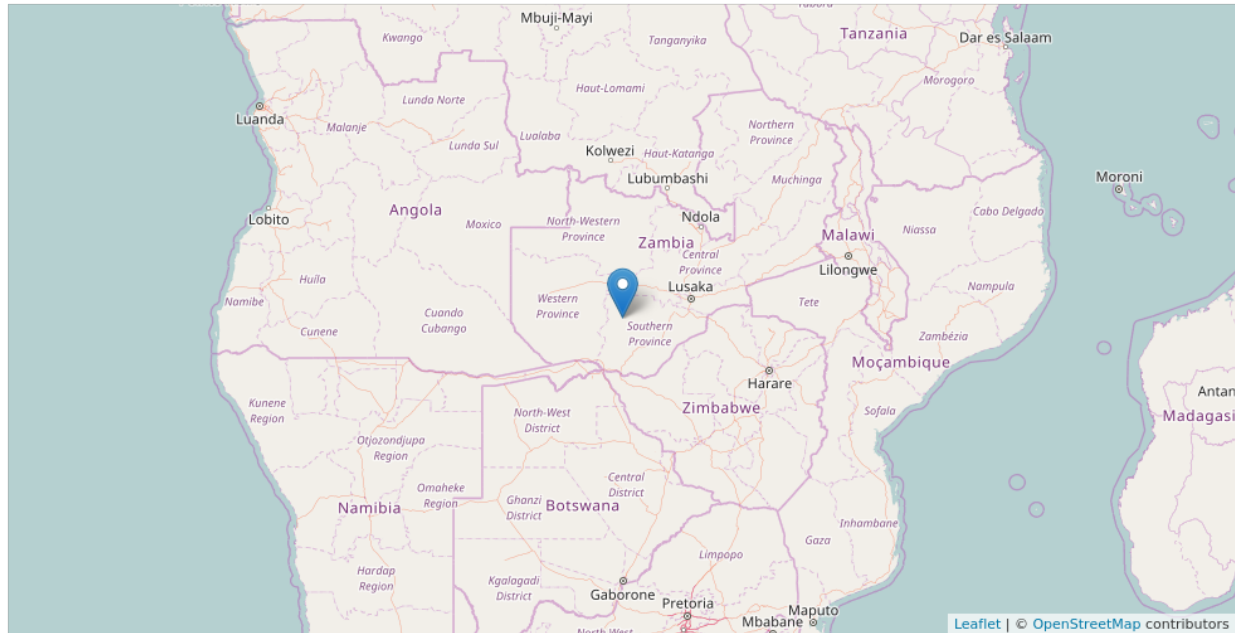 Mbuji-Mayi
Kwango
Tanganyika
Tanzania
Dar es Salaam
Morogoro
Haut-Lomami
Lunda Norte
Luanda
Malanje
Lunda Sul
Lualaba
Kolwezi
Haut-Katanga
Northern
Province
Lubumbashi
Muchinga
Moroni
Lobito
Angola
Moxico
North-Western
Province
Ndola
Zambia
Central
Province
Malawi
Niassa
Cabo Delgado
Lilongwe
Huíla
Namibe
Cunene
Cuando
Cubango
Western
Province
Lusaka
Tete
Nampula
Southern
Province
Zambézia
Moçambique
Harare
Kunene
Region
North-West
District
Zimbabwe
Sofala
Antan
Madagasi
Otjozondjupa
Region
Omaheke
Region
Ghanzi
District
Central
District
Botswana
Namibia
Inhambane
Gaza
Limpopo
Hardap
Region
Kgalagadi
District
Gaborone
Pretoria
Maputo
Mbabane
North-West
Leaflet | © OpenStreetMap contributors